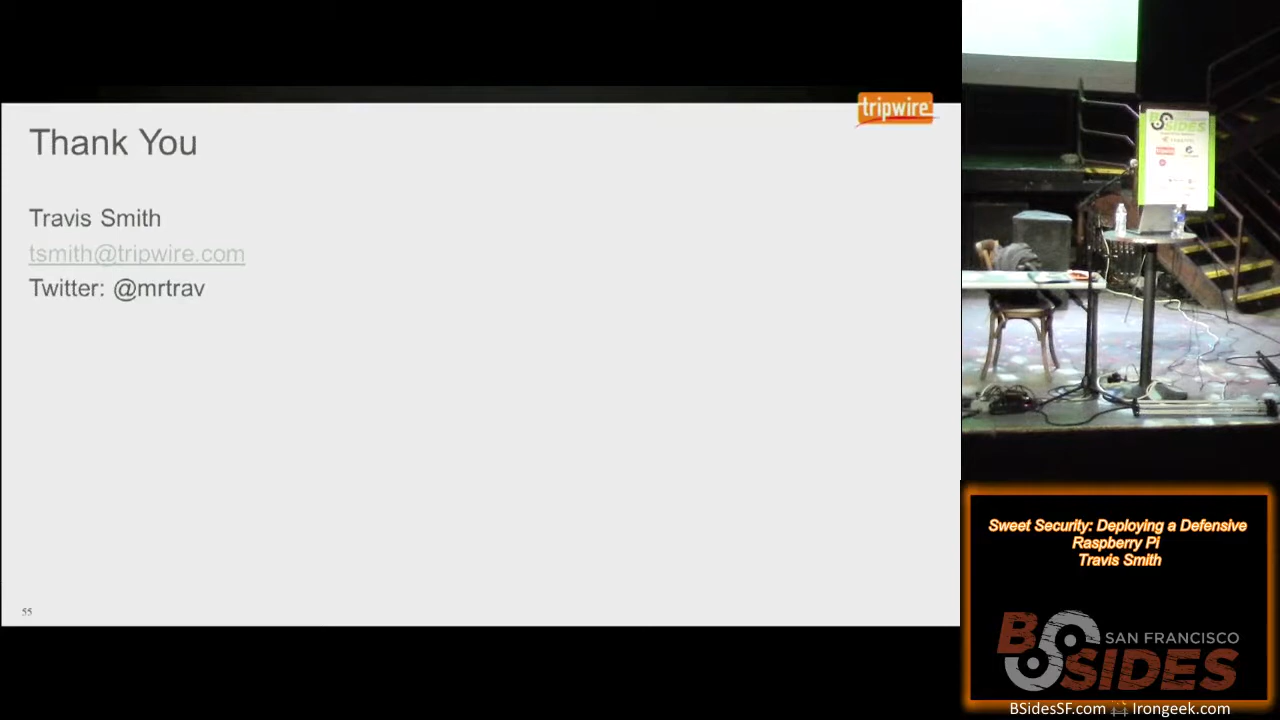 tripwire
Thank You
Travis Smith
tsmith@tripwire.com
Twitter: @mrtrav
55
BSIDES
Sweet Security: Deploying a Defensive
Raspberry Pi
Travis Smith
BSIDES
SAN FRANCISCO
BSidesSF.com
Irongeek.com